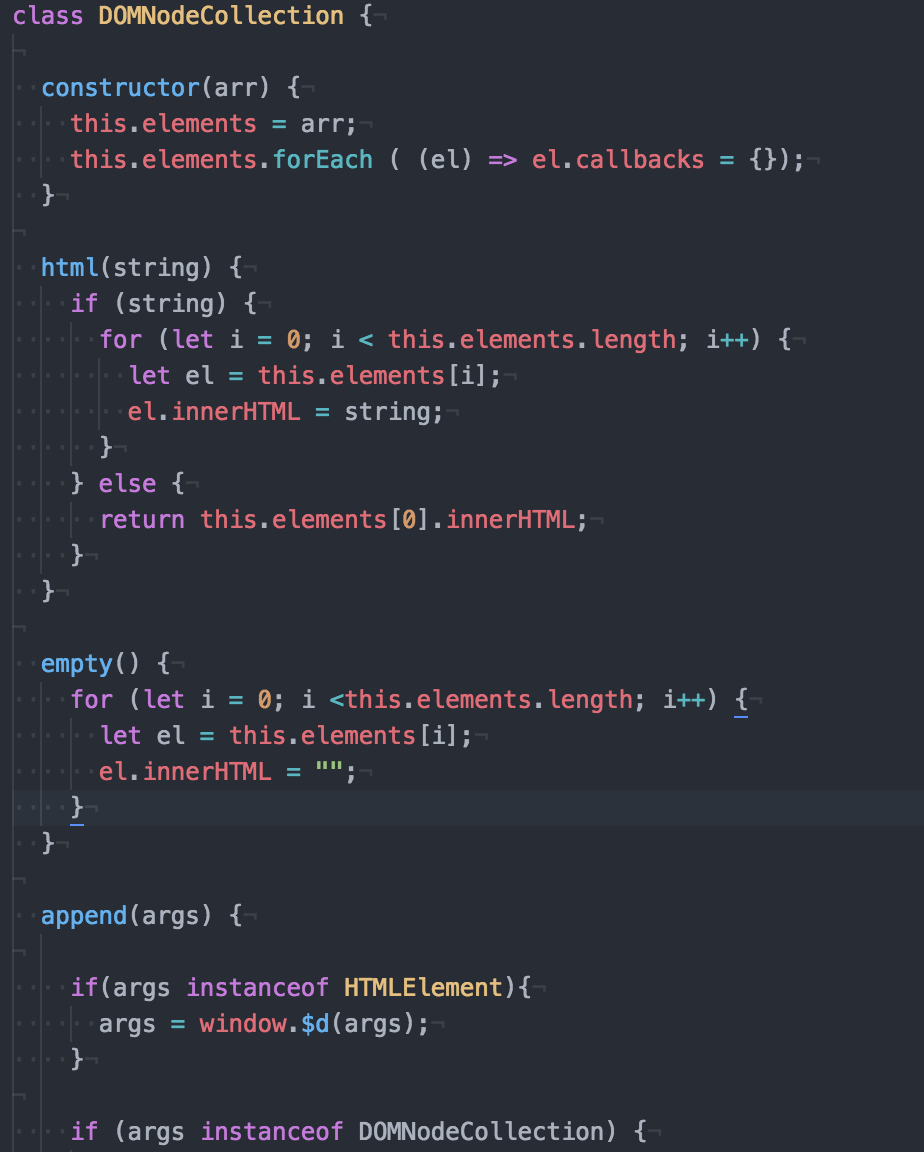 class DOMNodeCollection {
  constructor(arr) {
    this.elements = arr;
    this.elements.forEach ( (el) => el.callbacks = {});
  }
  html(string) {
    if (string) {
      for (let i = 0; i < this.elements.length; i++) {
        let el = this.elements[i];
        el.innerHTML = string;
      }
    } else {
      return this.elements[0].innerHTML;
    }
  }
  empty() {
    for (let i = 0; i <this.elements.length; i++) {
      let el = this.elements[i];
      el.innerHTML = "";
    }
  }
  append(args) {
    if(args instanceof HTMLElement){
      args = window.$d(args);
    }
    if (args instanceof DOMNodeCollection) {